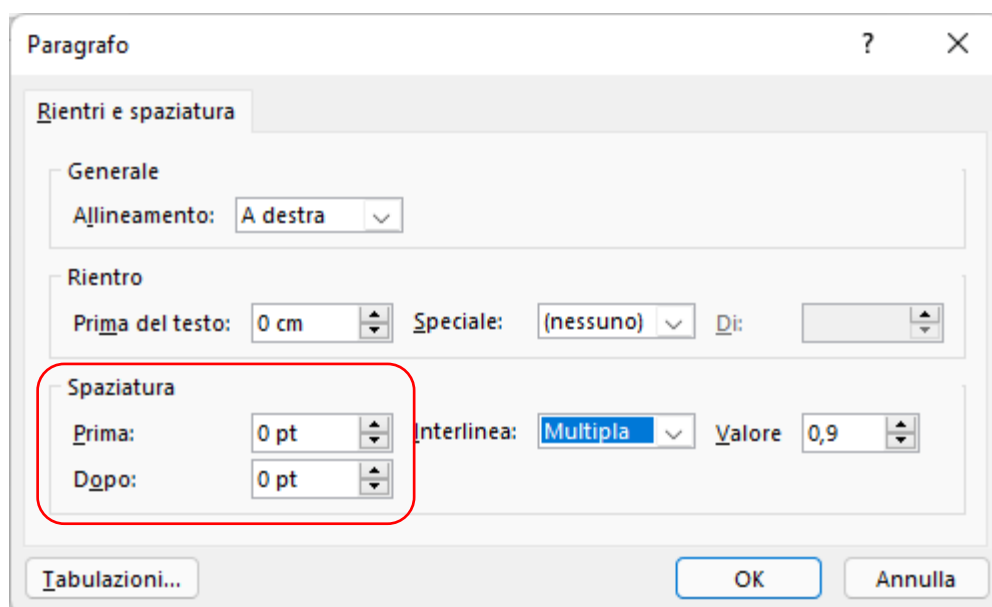 Paragrafo ?
Rientri e spaziatura
Generale
Allineamento: A destra
Rientro
Prima del testo: 0 cm Speciale: (nessuno) Di:
Spaziatura
Prima: 0 pt Interlinea: Multipla Valore 0,9
Dopo: 0 pt
Tabulazioni... OK Annulla